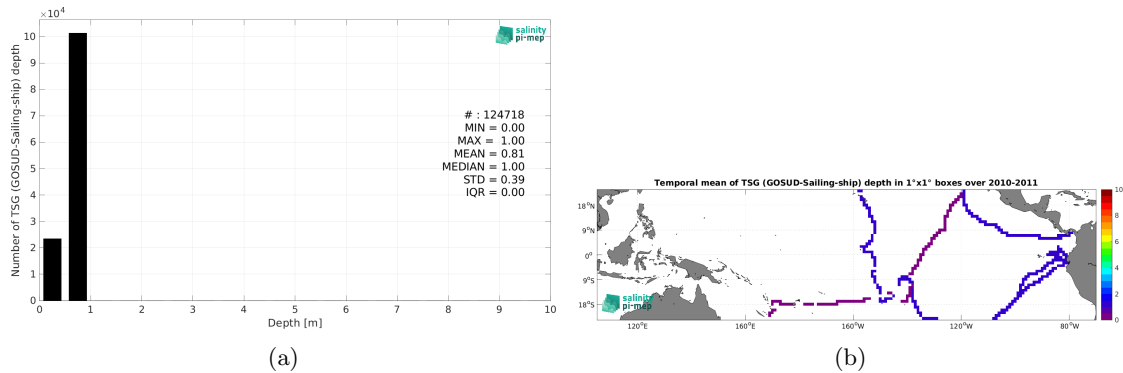 ×10⁴
10
9
8
7
6
5
4
3
2
1
0
Number of TSG (GOSUD-Sailing-ship) depth
salinity
pi-mep
# : 124718
MIN = 0.00
MAX = 1.00
MEAN = 0.81
MEDIAN = 1.00
STD = 0.39
IQR = 0.00
0 1 2 3 4 5 6 7 8 9 10
Depth [m]
(a)
Temporal mean of TSG (GOSUD-Sailing-ship) depth in 1°x1° boxes over 2010-2011
18°N
9°N
0°
9°S
18°S
salinity
pi-mep
120°E 160°E 160°W 120°W 80°W
10
8
6
4
2
0
(b)